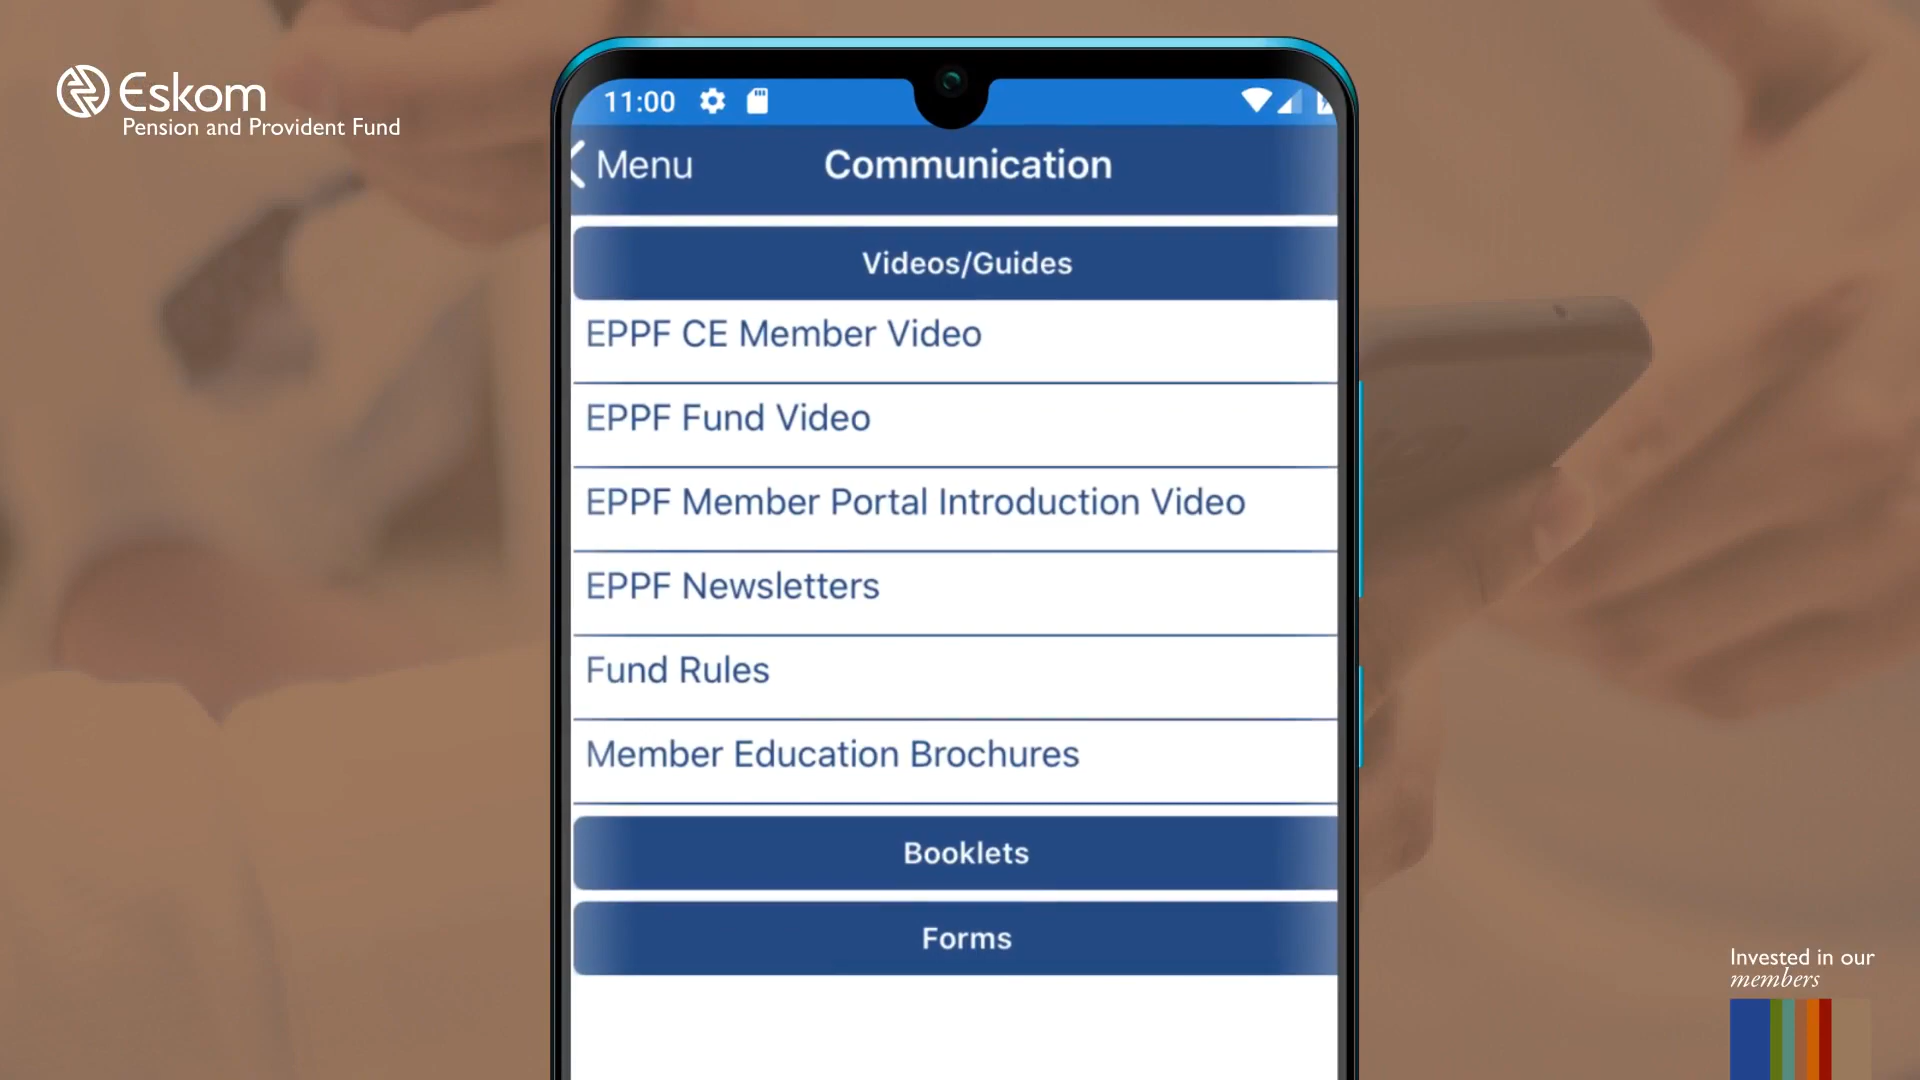 Eskom
Pension and Provident Fund
11:00
Menu
Communication
Videos/Guides
EPPF CE Member Video
EPPF Fund Video
EPPF Member Portal Introduction Video
EPPF Newsletters
Fund Rules
Member Education Brochures
Booklets
Forms
Invested in our
members